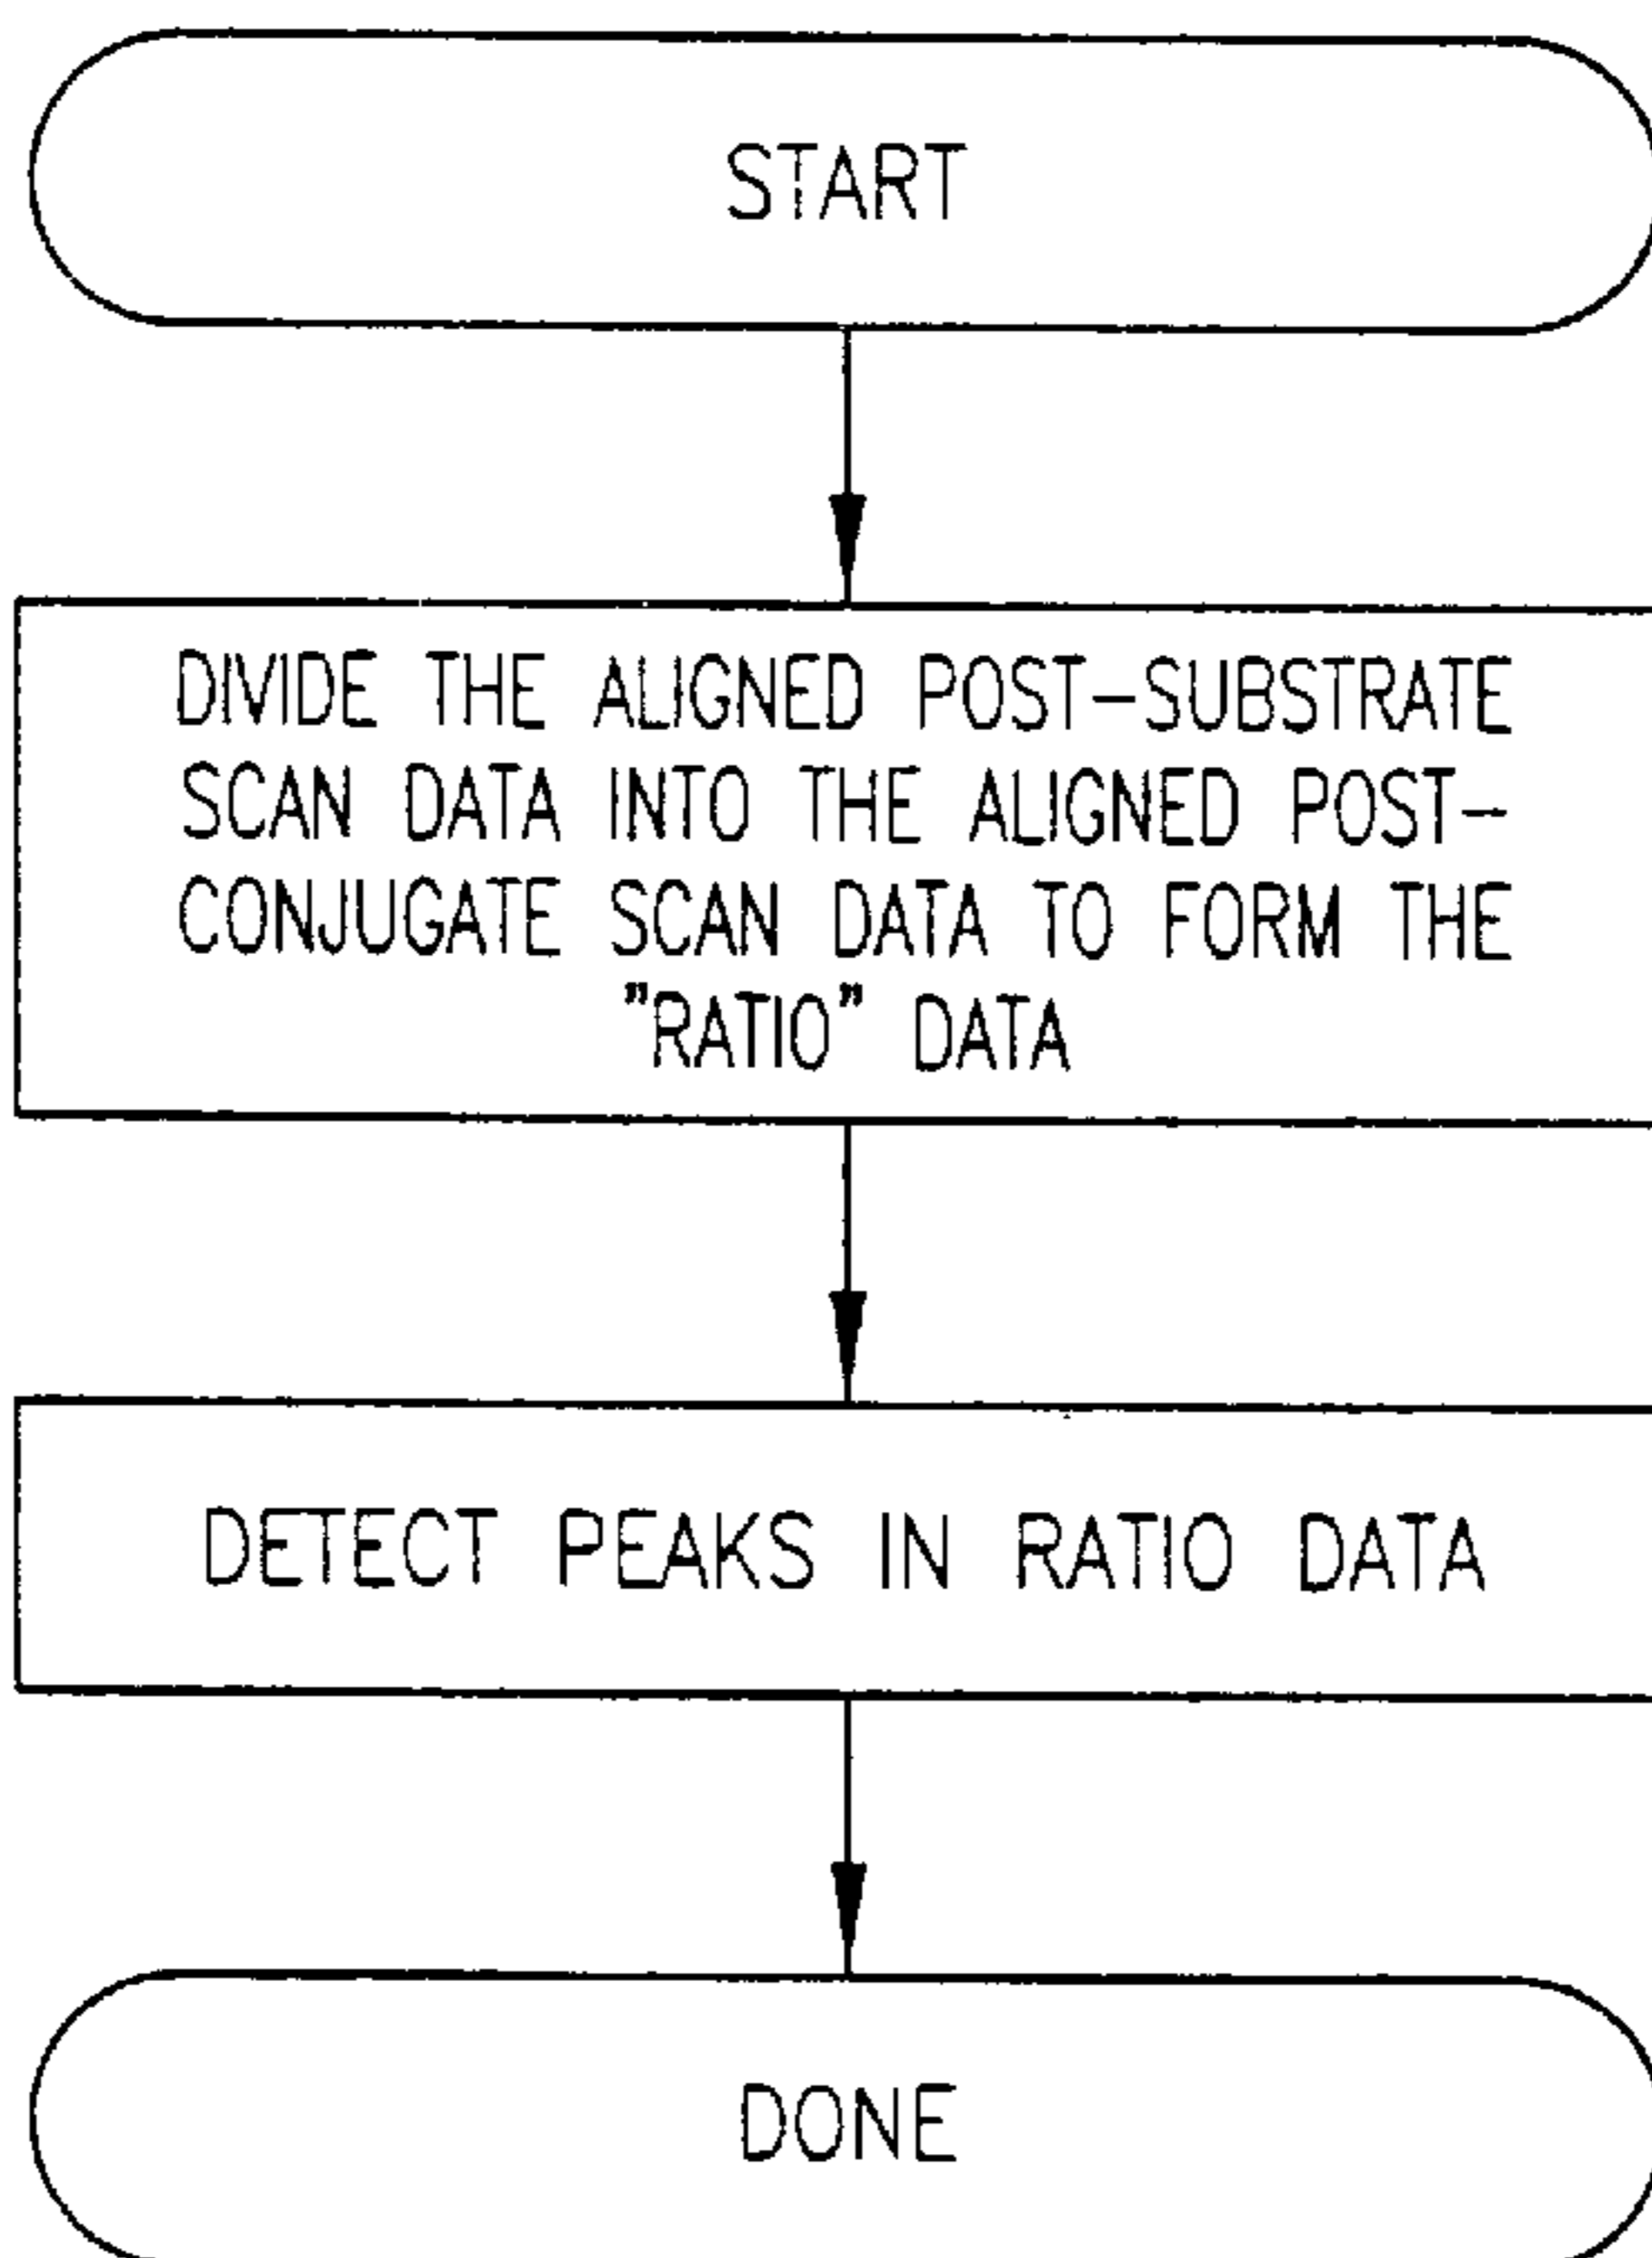 START
DIVIDE THE ALIGNED POST-SUBSTRATE
SCAN DATA INTO THE ALIGNED POST-
CONJUGATE SCAN DATA TO FORM THE
"RATIO" DATA
DETECT PEAKS IN RATIO DATA
DONE